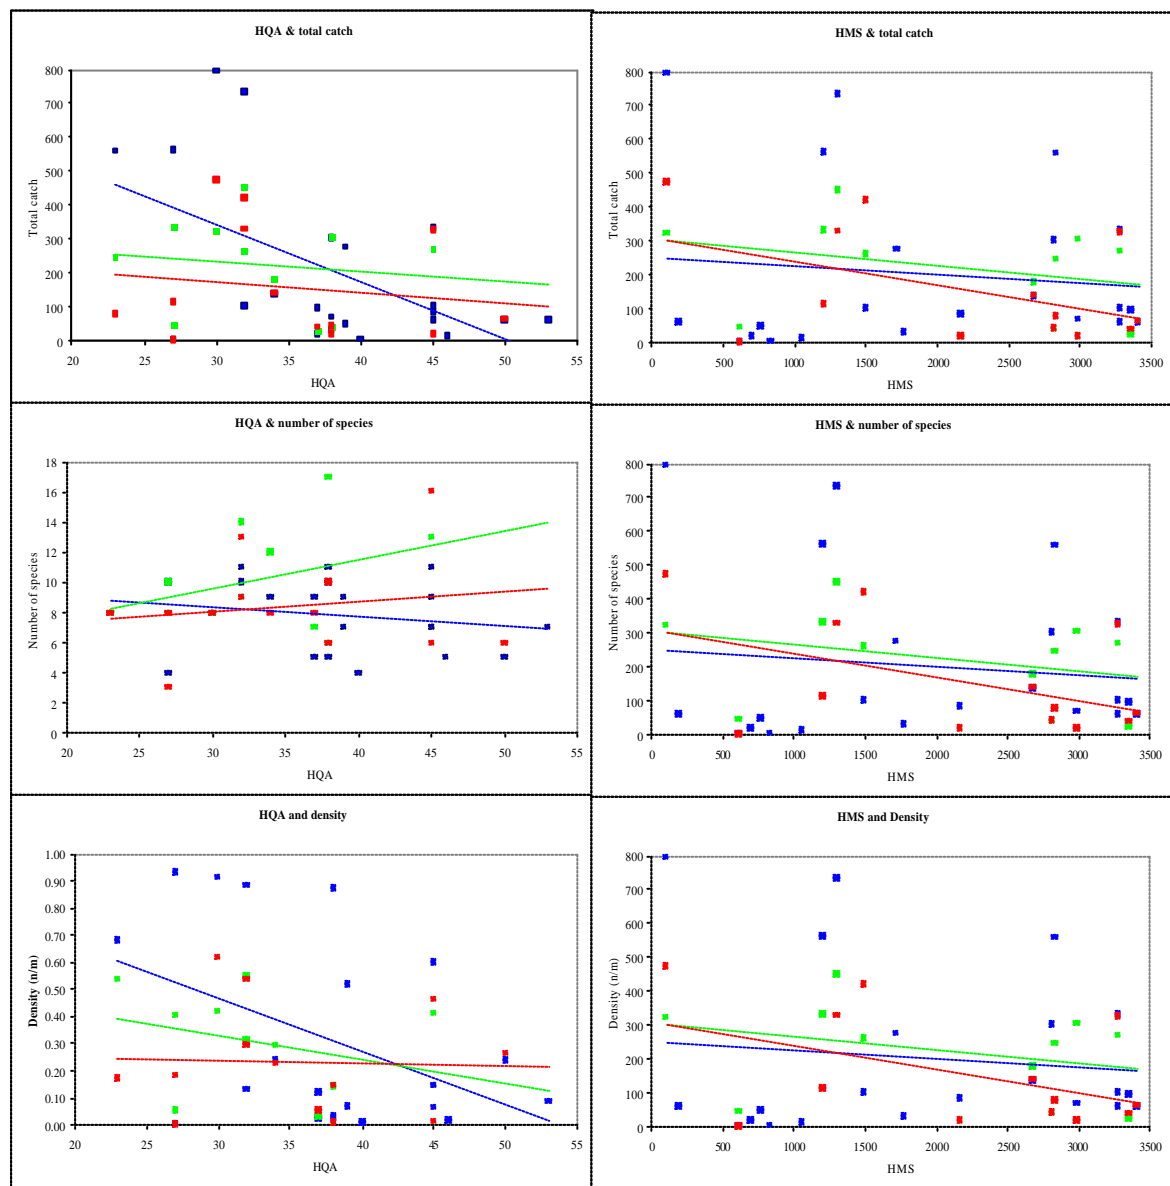 HQA & total catch
Total catch
800
700
600
500
400
300
200
100
0
20 25 30 35 40 45 50 55
HQA
HMS & total catch
Total catch
800
700
600
500
400
300
200
100
0
0 500 1000 1500 2000 2500 3000 3500
HMS
HQA & number of species
Number of species
18
16
14
12
10
8
6
4
2
0
20 25 30 35 40 45 50 55
HQA
HMS & number of species
Number of species
800
700
600
500
400
300
200
100
0
0 500 1000 1500 2000 2500 3000 3500
HMS
HQA and density
Density (n/m)
1.00
0.90
0.80
0.70
0.60
0.50
0.40
0.30
0.20
0.10
0.00
20 25 30 35 40 45 50 55
HQA
HMS and Density
Density (n/m)
800
700
600
500
400
300
200
100
0
0 500 1000 1500 2000 2500 3000 3500
HMS